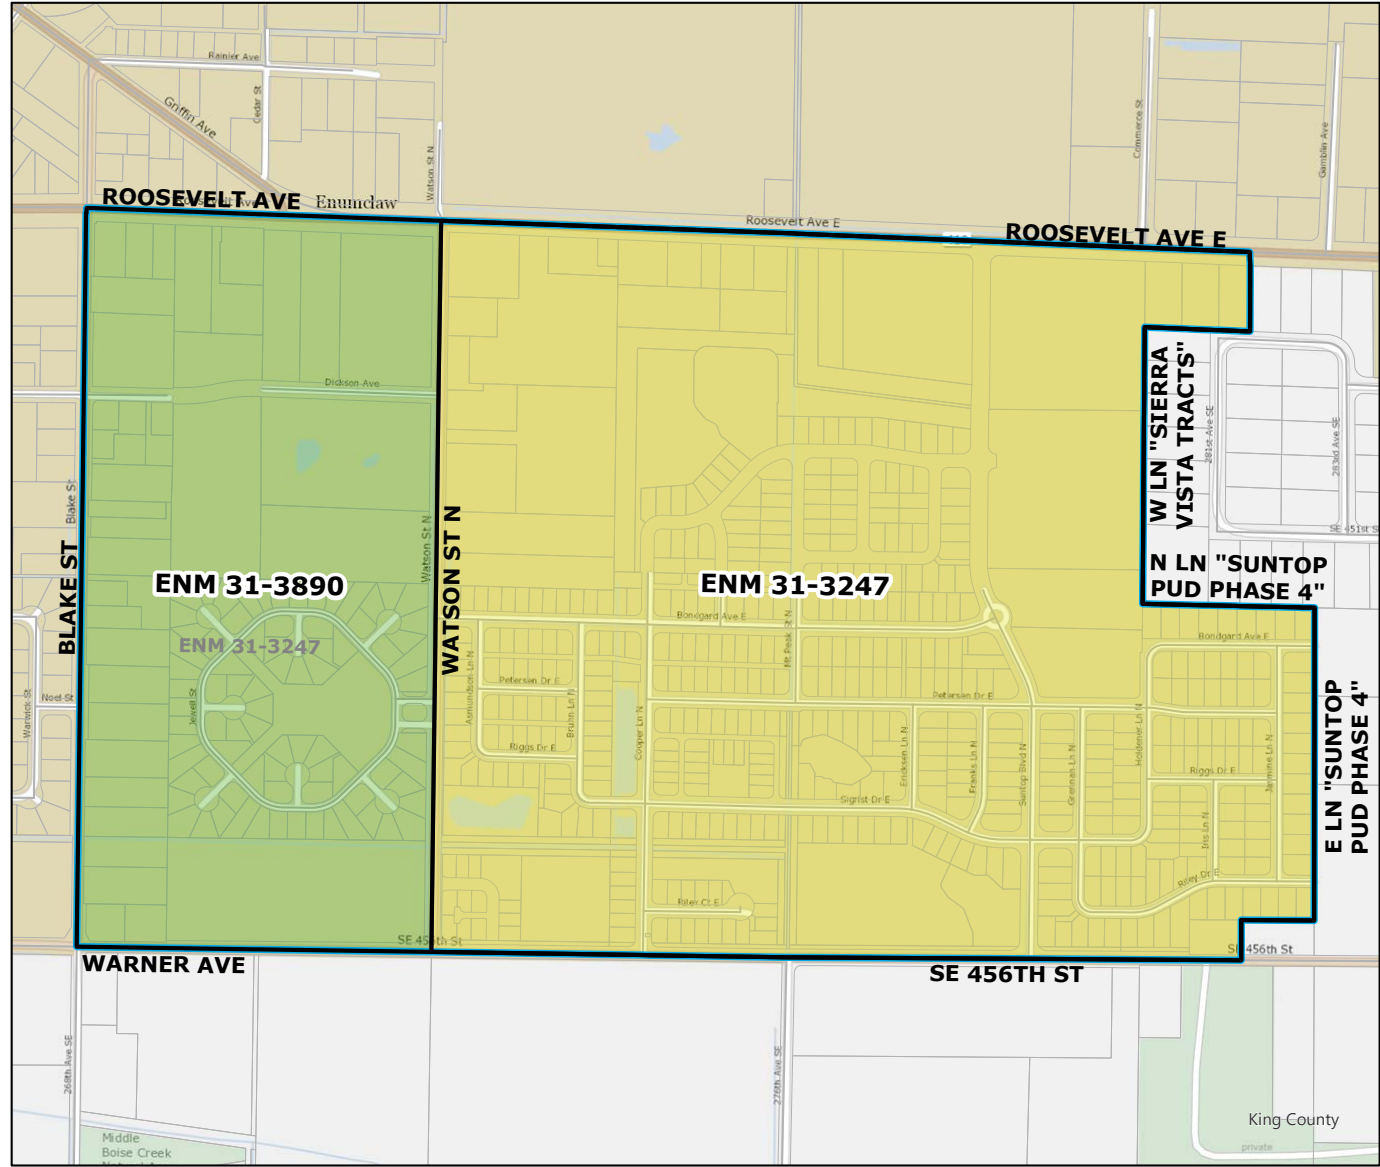 Rainier Ave
Griffin Ave
Cedar St
Watson St N
Commerce St
Gamblin Ave
ROOSEVELT AVE
Enumclaw
Roosevelt Ave E
ROOSEVELT AVE E
Dickson Ave
W LN "SIERRA
VISTA TRACTS"
281st Ave SE
283rd Ave SE
Blake St
BLAKE ST
Watson St N
WATSON ST N
SE 451st S
N LN "SUNTOP
PUD PHASE 4"
ENM 31-3890
ENM 31-3247
ENM 31-3247
Bondgard Ave E
Mt Peak St N
Bondgard Ave E
Warwick St
Noel St
Jewell St
Asmundson Ln N
Petersen Dr E
Bruhn Ln N
Riggs Dr E
Cooper Ln N
Petersen Dr E
Ericksen Ln N
Franks Ln N
Suntop Blvd N
Grennan Ln N
Holdener Ln N
Riggs Dr E
Jasmine Ln N
Iris Ln N
E LN "SUNTOP
PUD PHASE 4"
Sigrist Dr E
Riley Dr E
Riley Ct E
SE 456th St
SE 456th St
WARNER AVE
SE 456TH ST
268th Ave SE
276th Ave SE
King County
private
Middle
Boise Creek